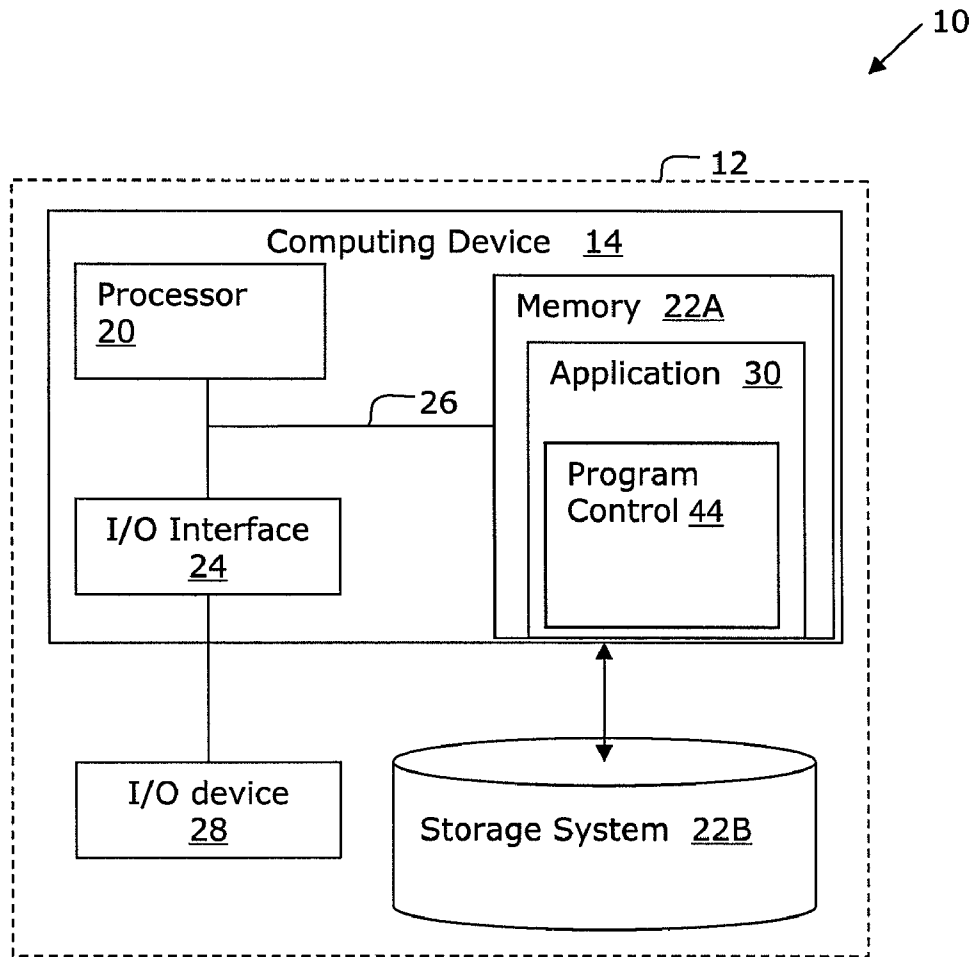 10
12
Computing Device 14
Processor
20
Memory 22A
Application 30
26
Program
Control 44
I/O Interface
24
I/O device
28
Storage System 22B